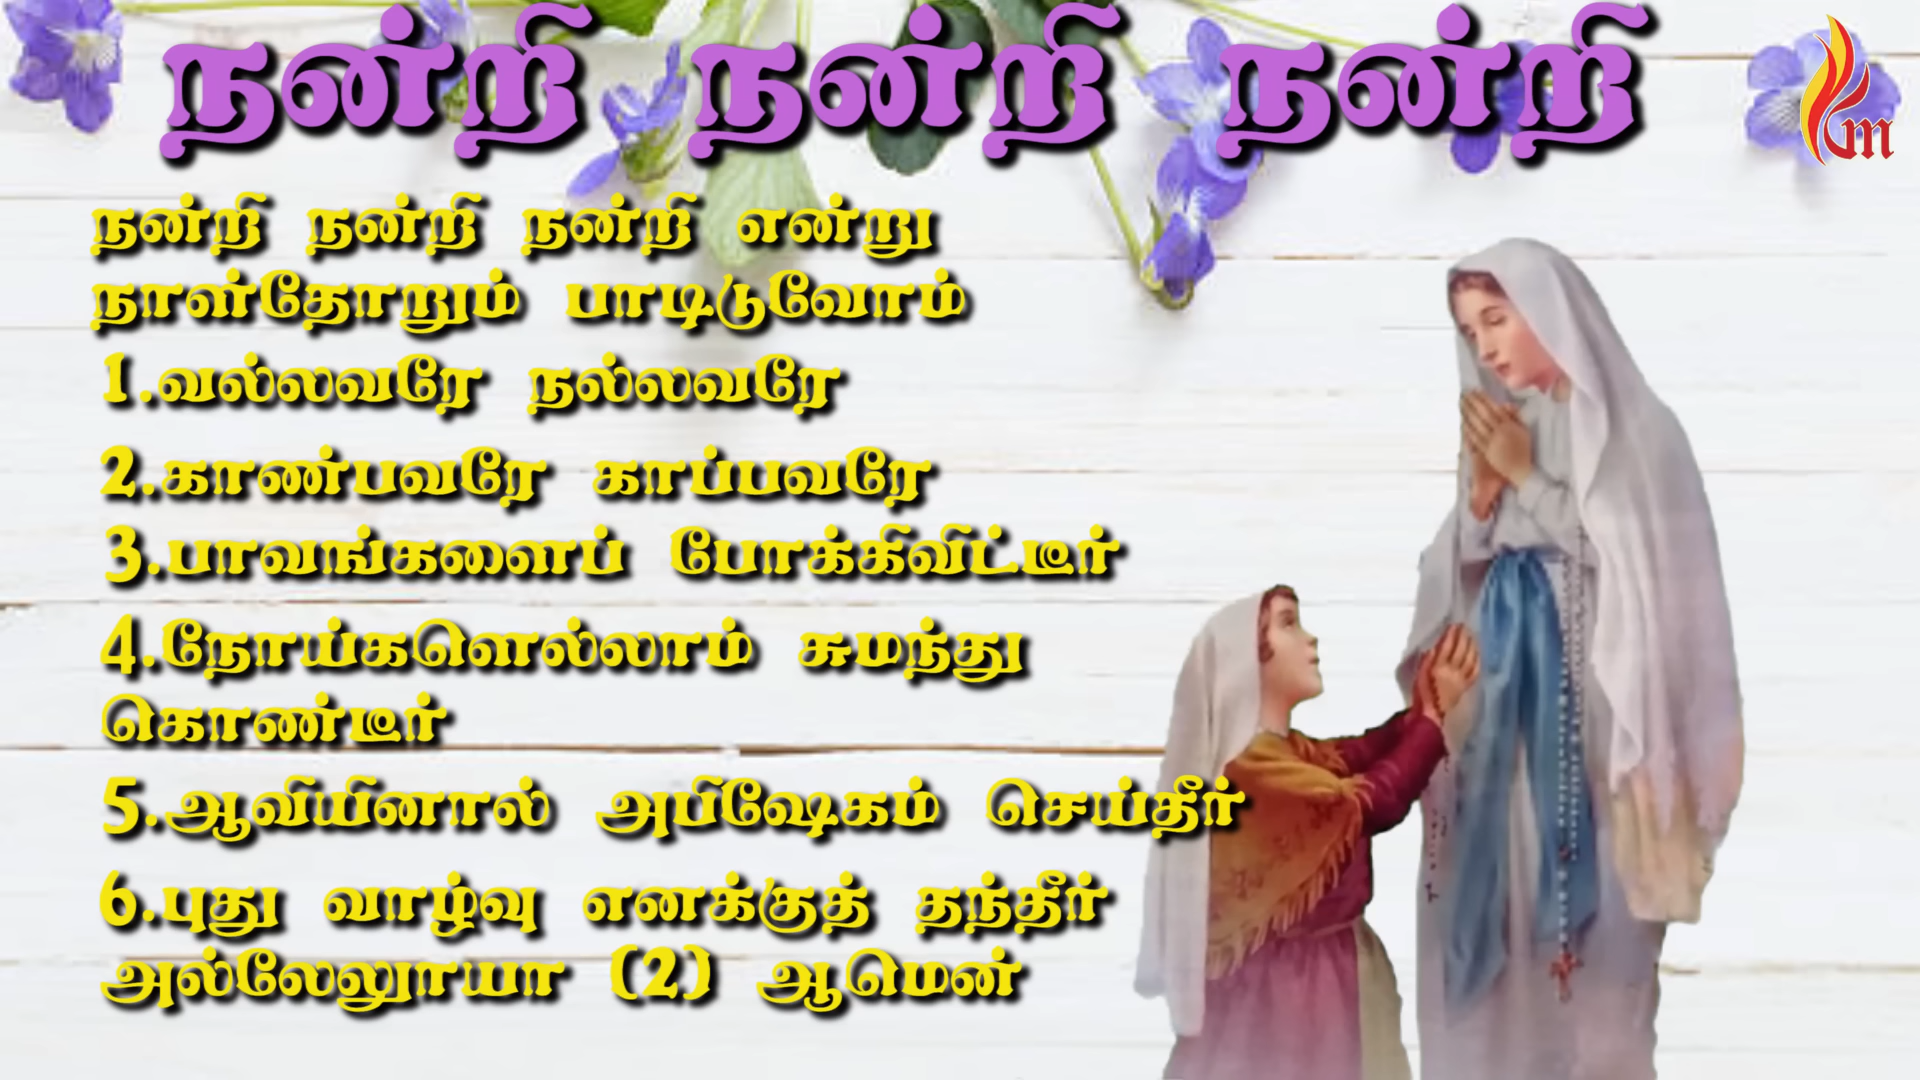 நன்றி நன்றி நன்றி
நன்றி நன்றி நன்றி என்று
நாள்தோறும் பாடிடுவோம்
1.வல்லவரே நல்லவரே
2.காண்பவரே காப்பவரே
3.பாவங்களைப் போக்கிவிட்டீர்
4.நோய்களெல்லாம் சுமந்து
கொண்டீர்
5.ஆவியினால் அபிஷேகம் செய்தீர்
6.புது வாழ்வு எனக்குத் தந்தீர்
அல்லேலூயா (2) ஆமென்